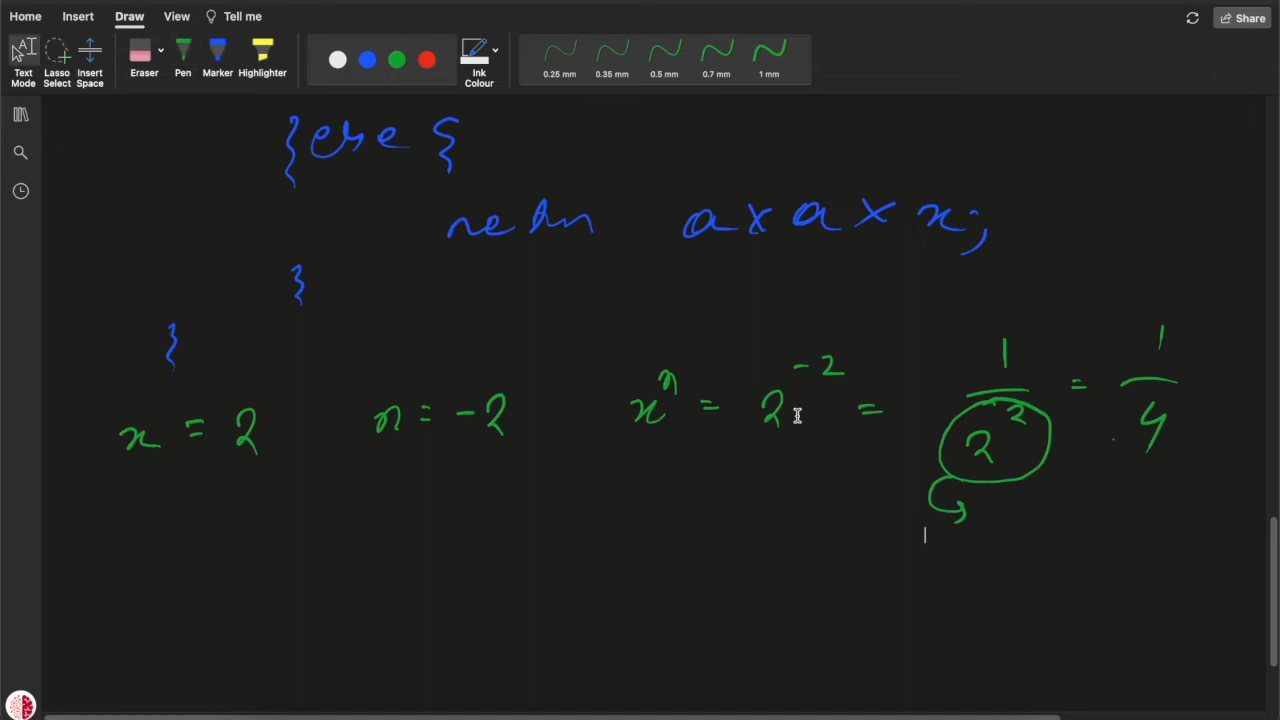 Home Insert Draw View Tell me Share
Text Mode Lasso Select Insert Space Eraser Pen Marker Highlighter Ink Colour 0.25 mm 0.35 mm 0.5 mm 0.7 mm 1 mm
} else {
return a x a x x;
}
}
x = 2 n = -2 xⁿ = 2⁻² = 1/2² = 1/4